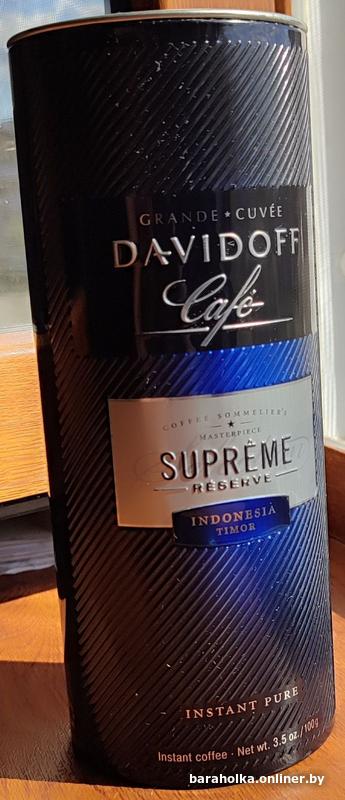 GRANDE ★ CUVÉE
DAVIDOFF
Café
COFFEE SOMMELIER'S
★
MASTERPIECE
SUPRÊME
RÉSERVE
INDONESIA
TIMOR
INSTANT PURE
Instant coffee · Net wt. 3.5 oz. / 100g
baraholka.onliner.by